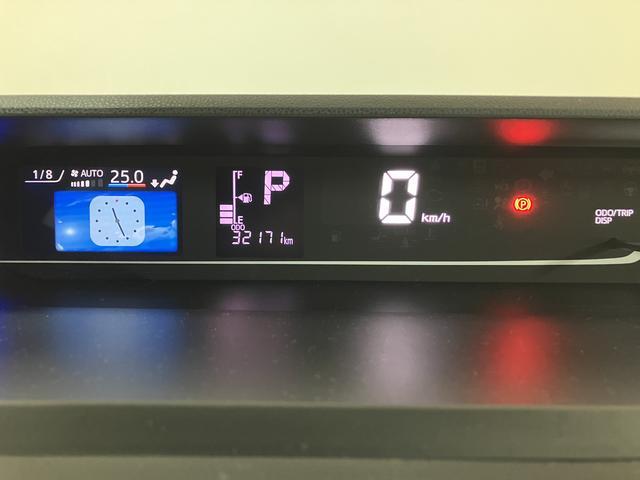 1/8 AUTO 25.0
F
P
E
ODO
32171km
0 km/h
P
ODO/TRIP
DISP